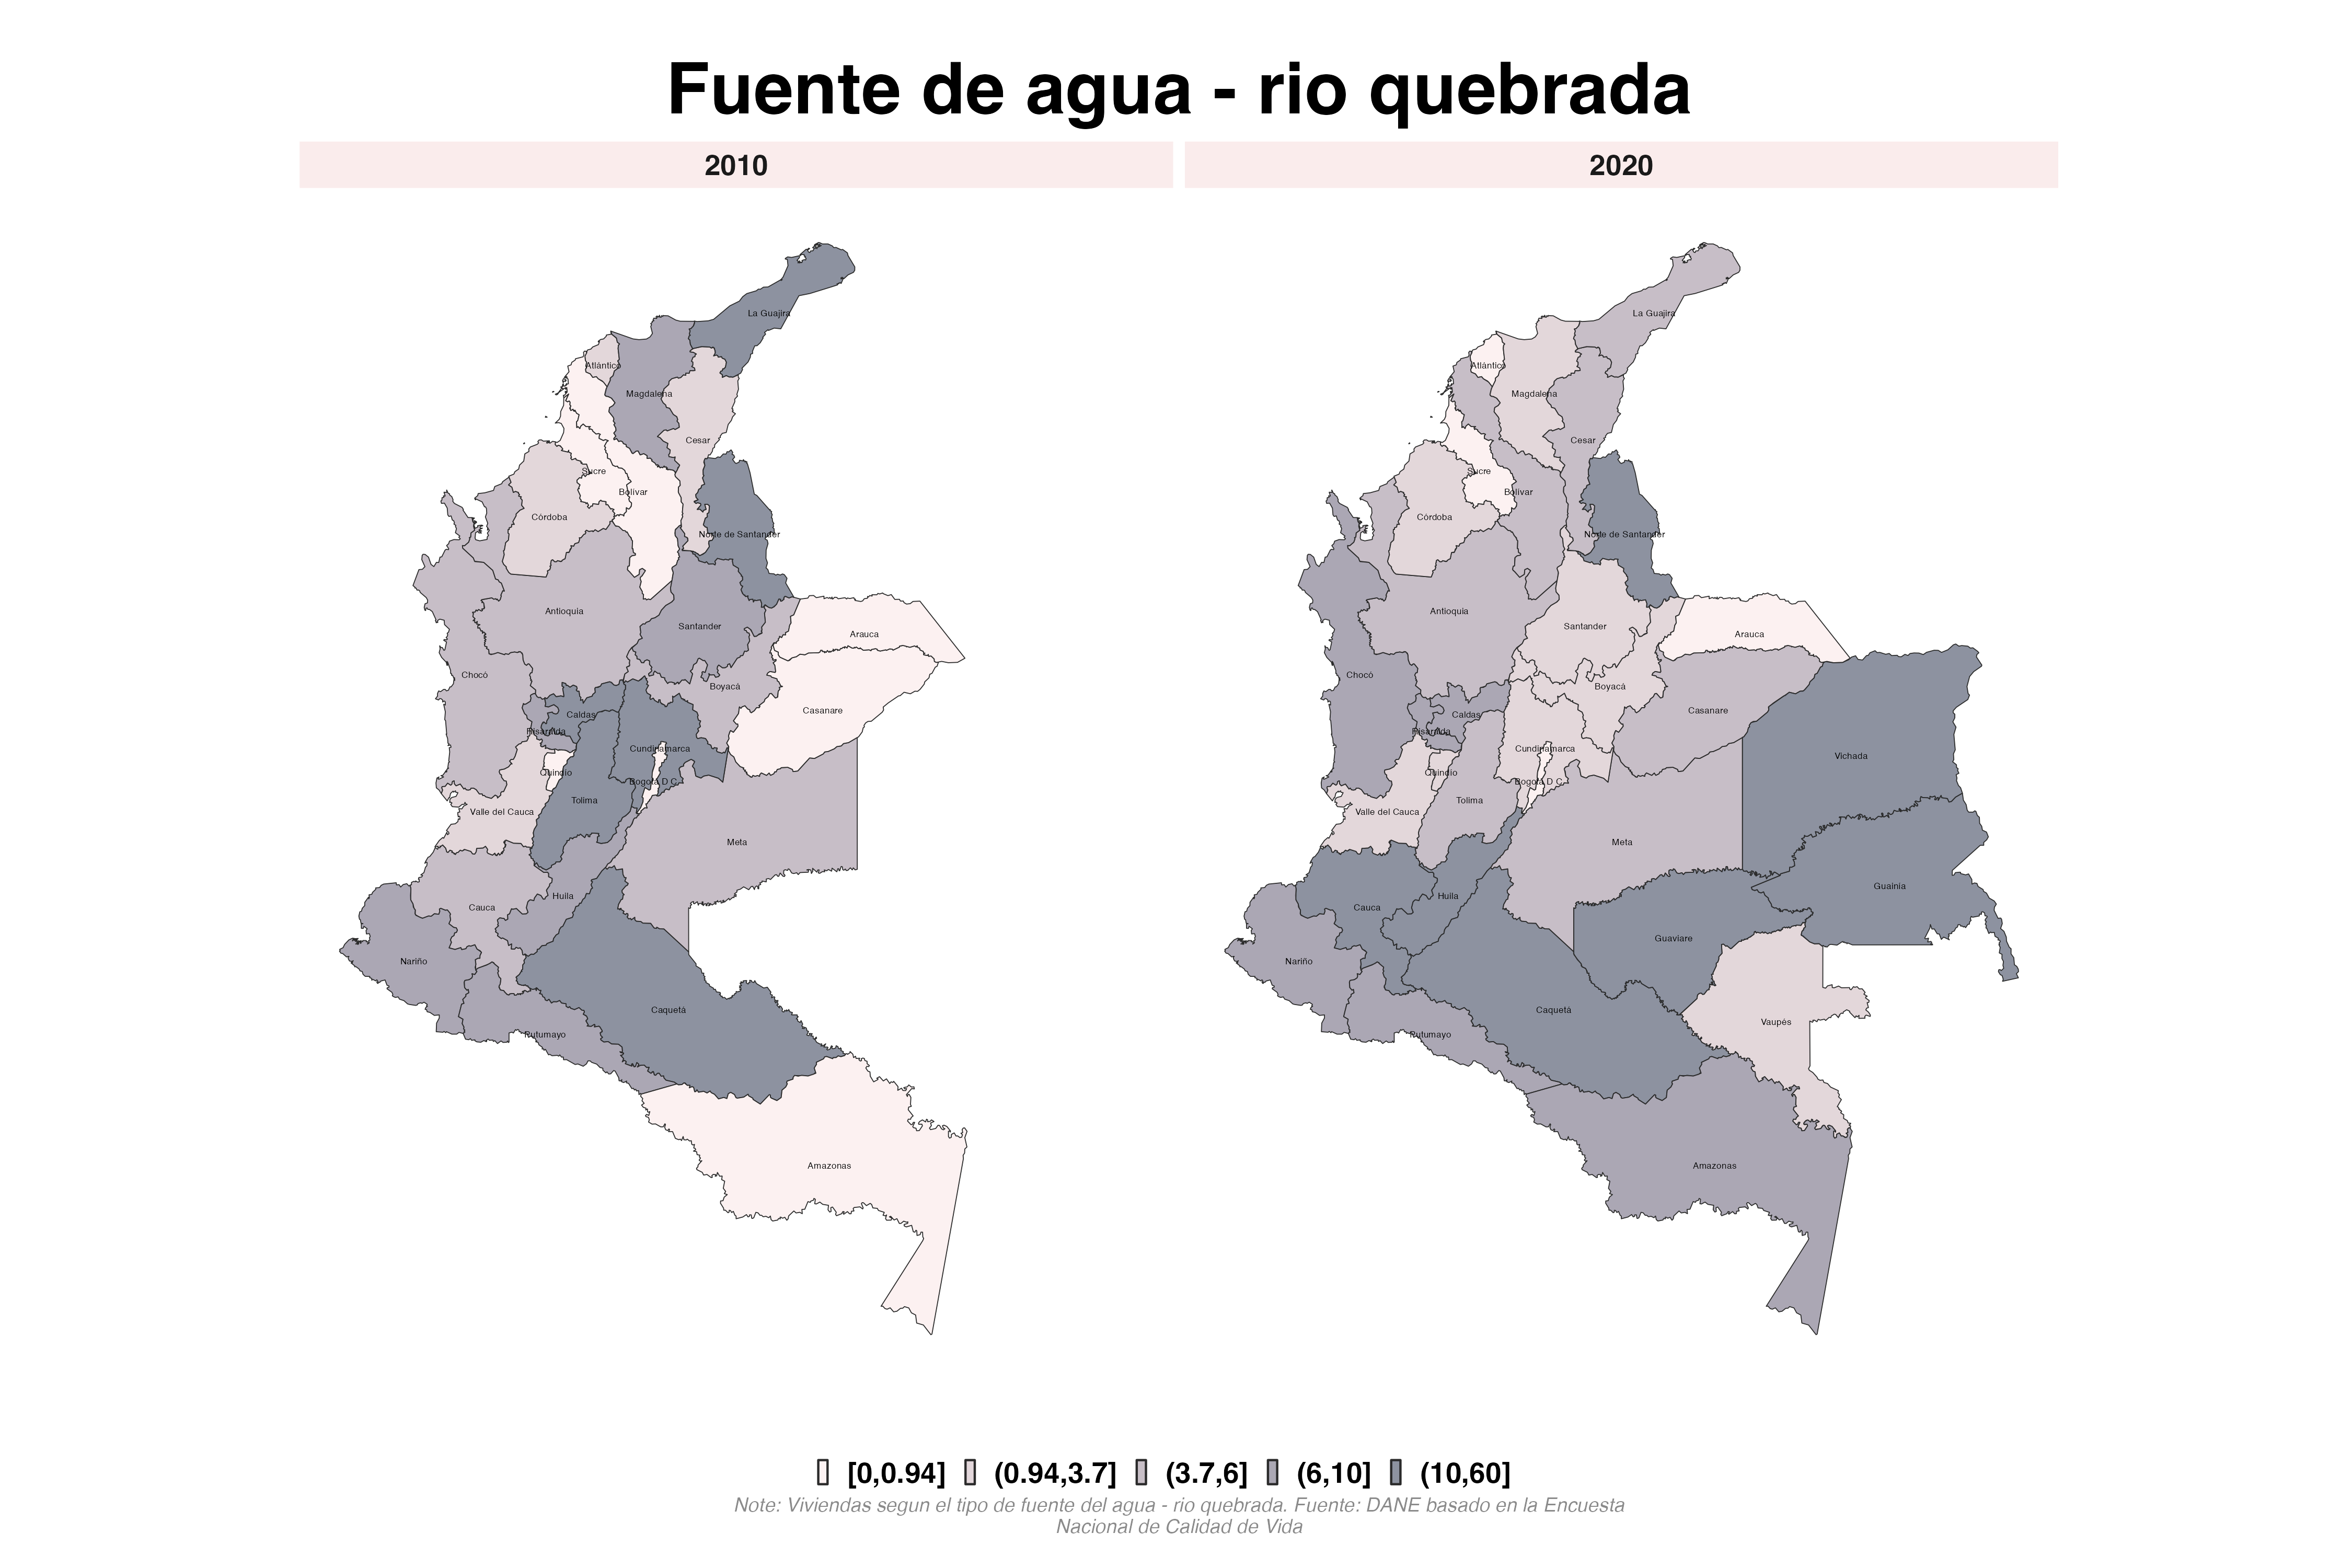 Fuente de agua - rio quebrada
2010
2020
La Guajira
Atlántico
Magdalena
Cesar
Sucre
Bolívar
Córdoba
Norte de Santander
Antioquia
Santander
Arauca
Chocó
Boyacá
Casanare
Caldas
Risaralda
Cundinamarca
Quindío
Bogotá D.C.
Tolima
Valle del Cauca
Meta
Huila
Cauca
Nariño
Caquetá
Putumayo
Amazonas
La Guajira
Atlántico
Magdalena
Cesar
Sucre
Bolívar
Córdoba
Norte de Santander
Antioquia
Santander
Arauca
Chocó
Boyacá
Casanare
Caldas
Risaralda
Cundinamarca
Vichada
Quindío
Bogotá D.C.
Tolima
Valle del Cauca
Meta
Guainía
Huila
Cauca
Guaviare
Nariño
Caquetá
Vaupés
Putumayo
Amazonas
[0,0.94] (0.94,3.7] (3.7,6] (6,10] (10,60]
Note: Viviendas segun el tipo de fuente del agua - rio quebrada. Fuente: DANE basado en la Encuesta
Nacional de Calidad de Vida